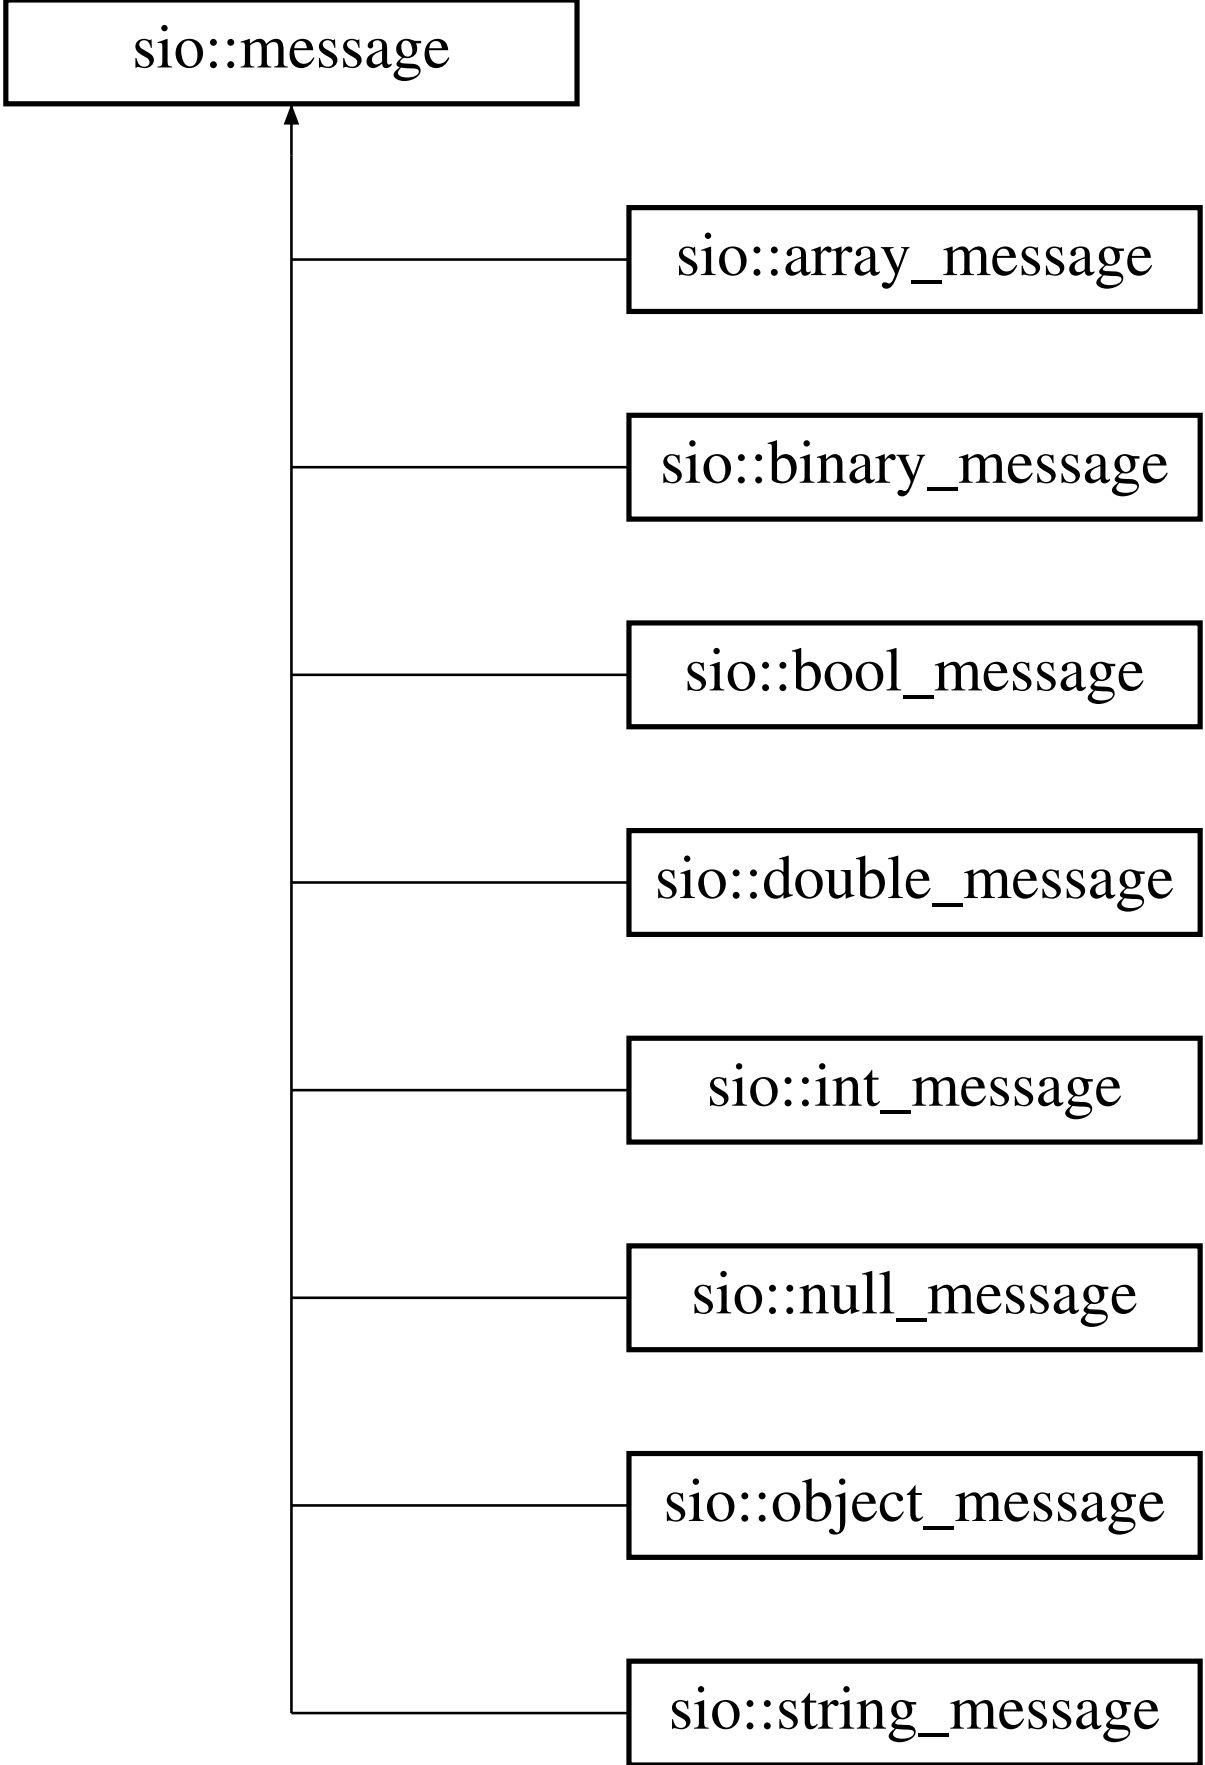 sio::message
sio::array_message
sio::binary_message
sio::bool_message
sio::double_message
sio::int_message
sio::null_message
sio::object_message
sio::string_message